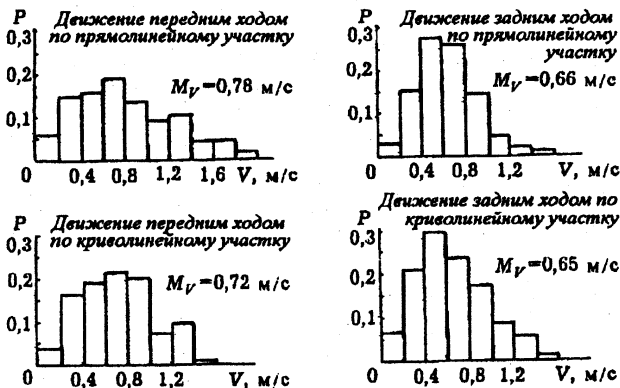 P Движение передним ходом
по прямолинейному участку
0,3
0,2
0,1
M_V=0,78 м/с
0 0,4 0,8 1,2 1,6 V, м/с
P Движение задним ходом
по прямолинейному
участку
0,3
0,2
0,1
M_V=0,66 м/с
0 0,4 0,8 1,2 V, м/с
P Движение передним ходом
по криволинейному участку
0,3
0,2
0,1
M_V=0,72 м/с
0 0,4 0,8 1,2 V, м/с
P Движение задним ходом по
криволинейному участку
0,3
0,2
0,1
M_V=0,65 м/с
0 0,4 0,8 1,2 V, м/с